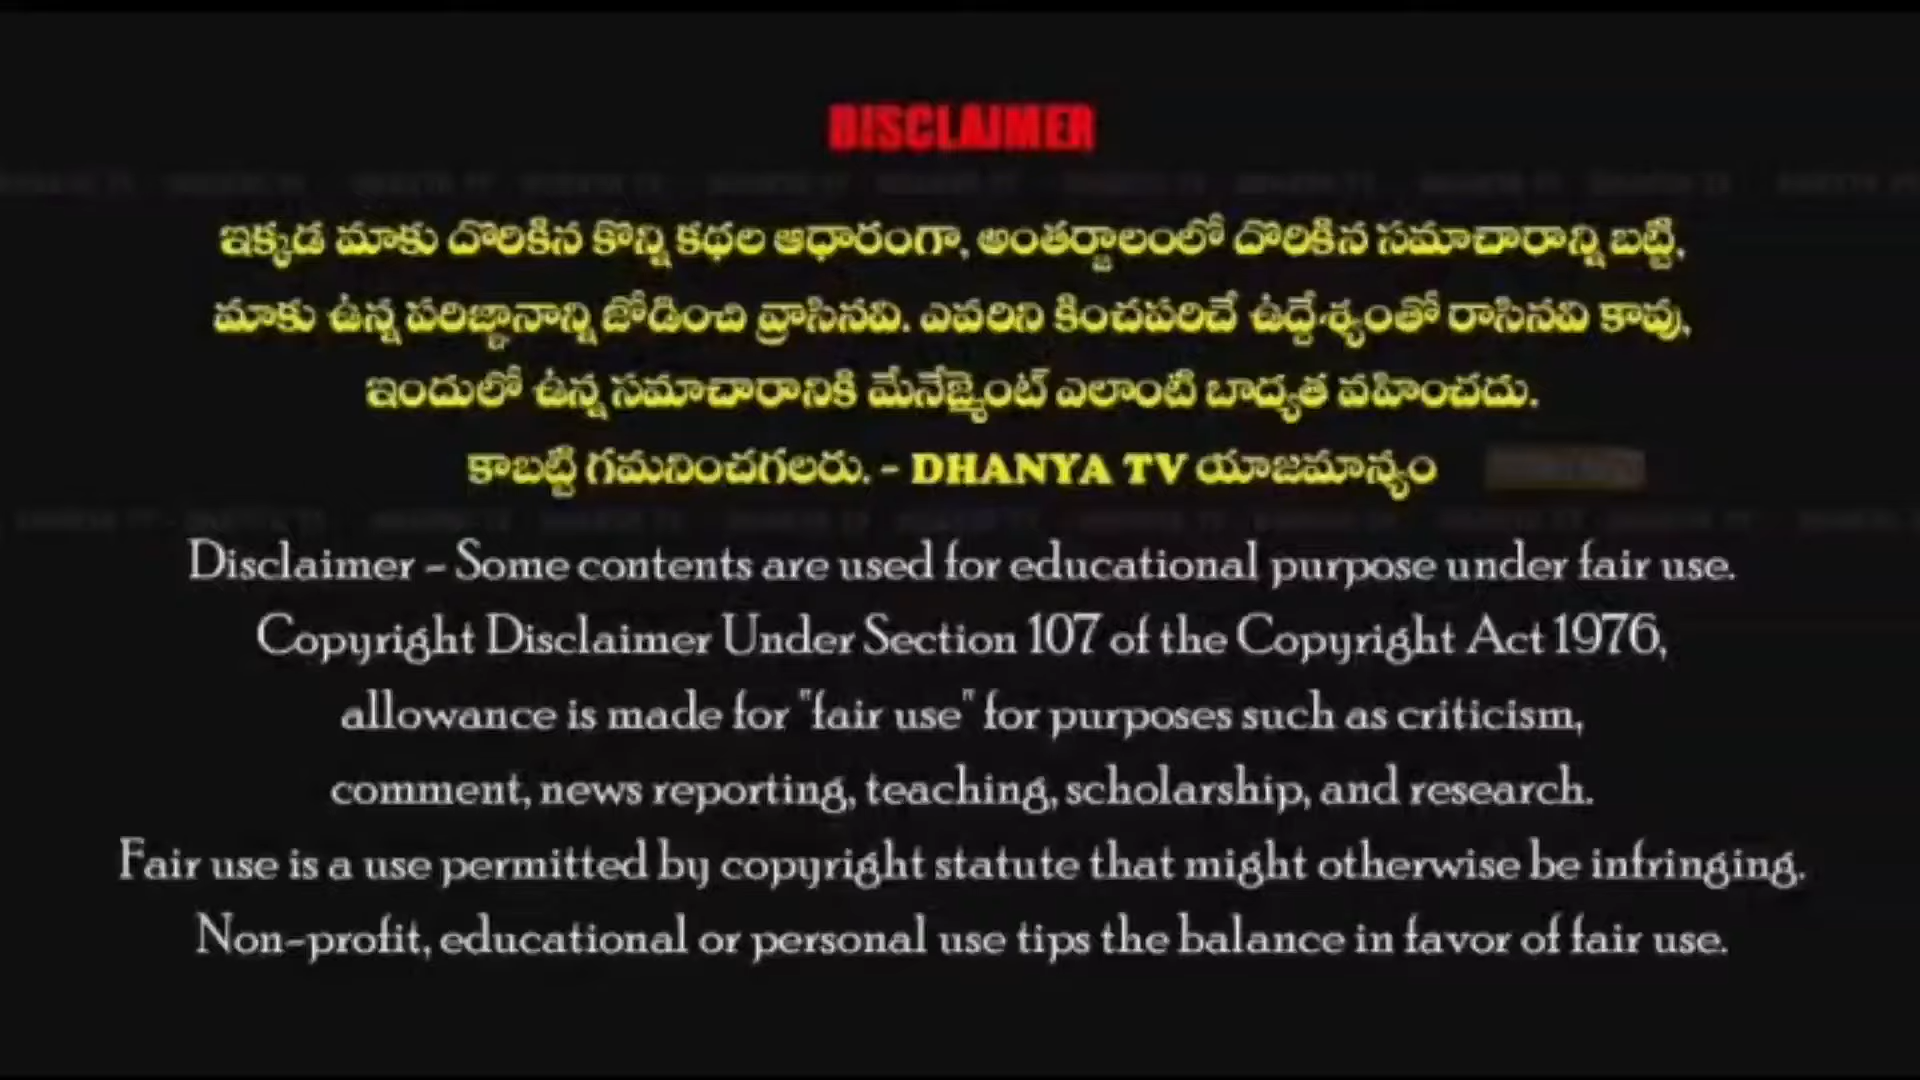 DISCLAIMER
ఇక్కడ మాకు దొరికిన కొన్ని కథల ఆధారంగా, అంతర్జాలంలో దొరికిన సమాచారాన్ని బట్టి,
మాకు ఉన్న పరిజ్ఞానాన్ని జోడించి వ్రాసినవి. ఎవరిని కించపరిచే ఉద్దేశ్యంతో రాసినవి కావు,
ఇందులో ఉన్న సమాచారానికి మేనేజ్మెంట్ ఎలాంటి బాద్యత వహించదు.
కాబట్టి గమనించగలరు. - DHANYA TV యాజమాన్యం
Disclaimer - Some contents are used for educational purpose under fair use.
Copyright Disclaimer Under Section 107 of the Copyright Act 1976,
allowance is made for "fair use" for purposes such as criticism,
comment, news reporting, teaching, scholarship, and research.
Fair use is a use permitted by copyright statute that might otherwise be infringing.
Non-profit, educational or personal use tips the balance in favor of fair use.